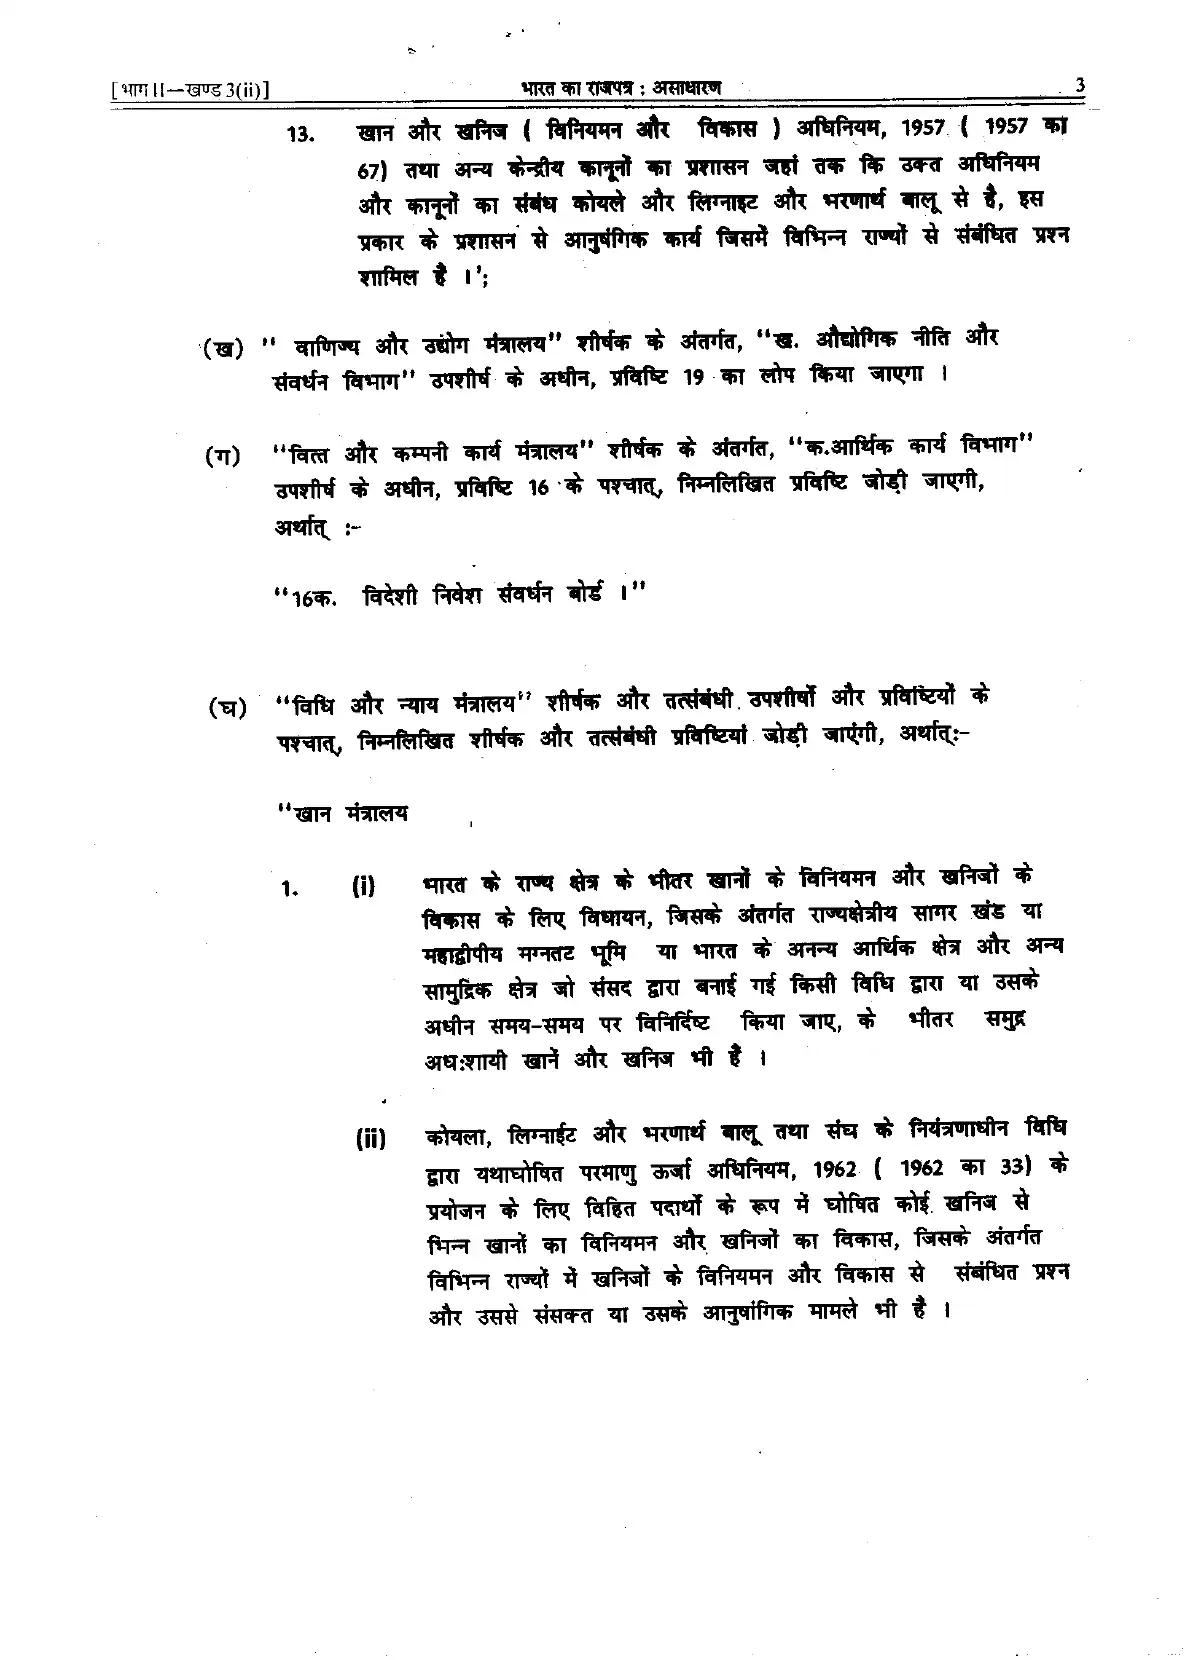 [भाग II—खण्ड 3(ii)] भारत का राजपत्र : असाधारण 3
13. खान और खनिज ( विनियमन और विकास ) अधिनियम, 1957 ( 1957 का
67) तथा अन्य केन्द्रीय कानूनों का प्रशासन जहां तक कि उक्त अधिनियम
और कानूनों का संबंध कोयले और लिग्नाइट और भरणार्थ बालू से है, इस
प्रकार के प्रशासन से आनुषंगिक कार्य जिसमें विभिन्न राज्यों से संबंधित प्रश्न
शामिल हैं ।';
(ख) " वाणिज्य और उद्योग मंत्रालय" शीर्षक के अंतर्गत, "ख. औद्योगिक नीति और
संवर्धन विभाग" उपशीर्ष के अधीन, प्रविष्टि 19 का लोप किया जाएगा ।
(ग) "वित्त और कम्पनी कार्य मंत्रालय" शीर्षक के अंतर्गत, "क.आर्थिक कार्य विभाग"
उपशीर्ष के अधीन, प्रविष्टि 16 के पश्चात्, निम्नलिखित प्रविष्टि जोड़ी जाएगी,
अर्थात् :-
"16क. विदेशी निवेश संवर्धन बोर्ड ।"
(घ) "विधि और न्याय मंत्रालय" शीर्षक और तत्संबंधी उपशीर्षों और प्रविष्टियों के
पश्चात्, निम्नलिखित शीर्षक और तत्संबंधी प्रविष्टियां जोड़ी जाएंगी, अर्थात्:-
"खान मंत्रालय
1. (i) भारत के राज्य क्षेत्र के भीतर खानों के विनियमन और खनिजों के
विकास के लिए विधायन, जिसके अंतर्गत राज्यक्षेत्रीय सागर खंड या
महाद्वीपीय मग्नतट भूमि या भारत के अनन्य आर्थिक क्षेत्र और अन्य
सामुद्रिक क्षेत्र जो संसद द्वारा बनाई गई किसी विधि द्वारा या उसके
अधीन समय-समय पर विनिर्दिष्ट किया जाए, के भीतर समुद्र
अध:शायी खानें और खनिज भी हैं ।
(ii) कोयला, लिग्नाईट और भरणार्थ बालू तथा संघ के नियंत्रणाधीन विधि
द्वारा यथाघोषित परमाणु ऊर्जा अधिनियम, 1962 ( 1962 का 33) के
प्रयोजन के लिए विहित पदार्थों के रूप में घोषित कोई खनिज से
भिन्न खानों का विनियमन और खनिजों का विकास, जिसके अंतर्गत
विभिन्न राज्यों में खनिजों के विनियमन और विकास से संबंधित प्रश्न
और उससे संसक्त या उसके आनुषांगिक मामले भी हैं ।